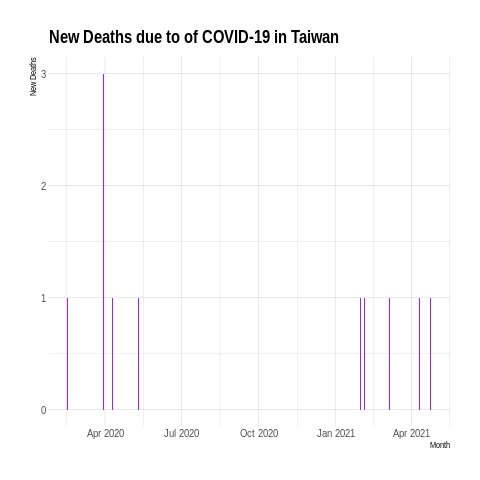 New Deaths due to of COVID-19 in Taiwan
New Deaths
3
2
1
0
Apr 2020 Jul 2020 Oct 2020 Jan 2021 Apr 2021
Month